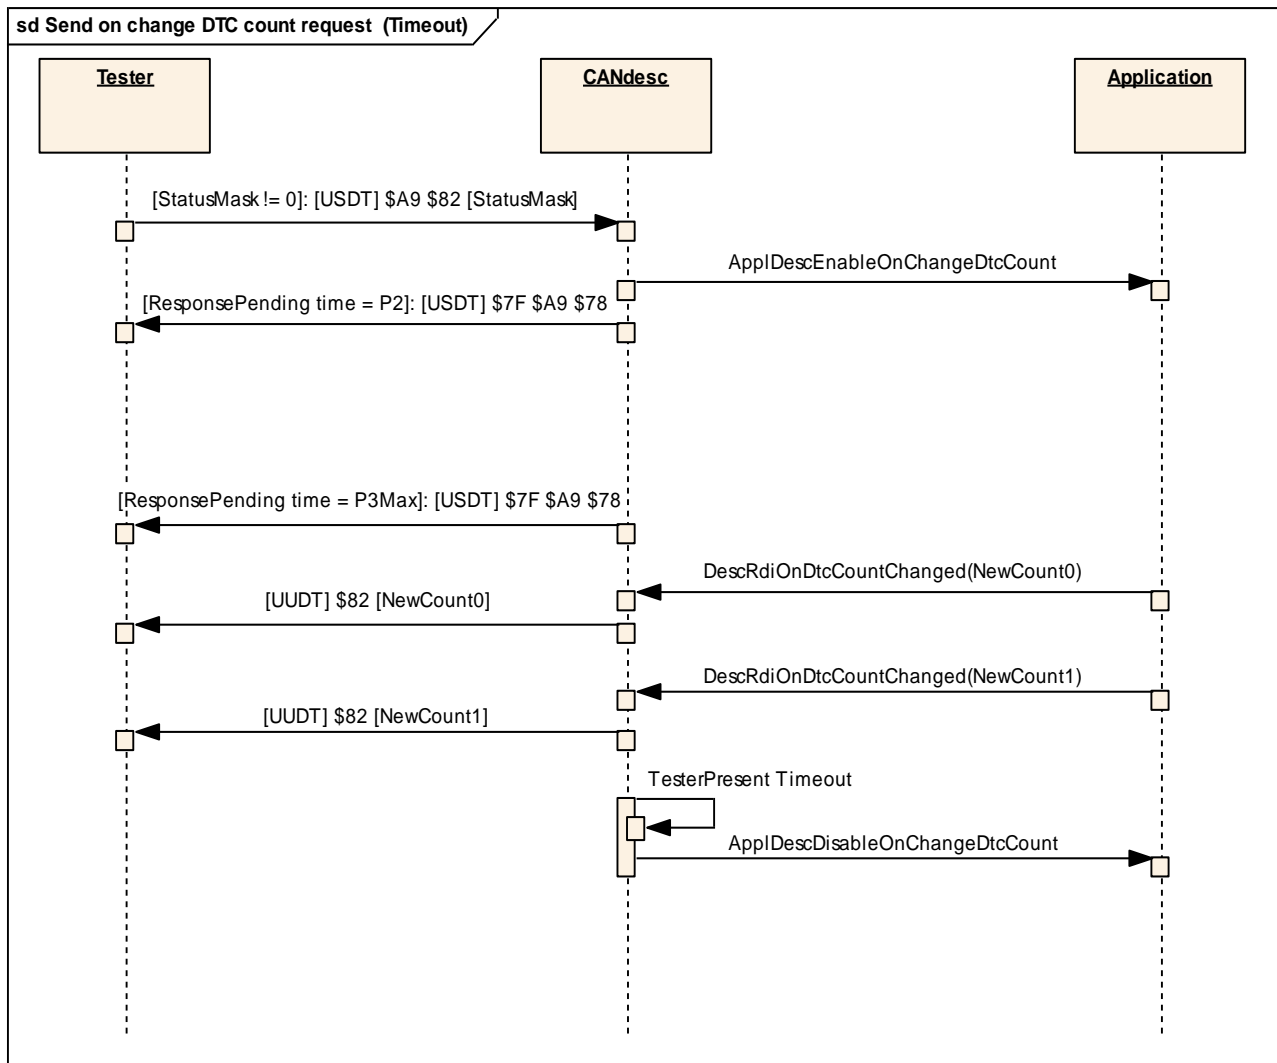 sd Send on change DTC count request (Timeout)
Tester
CANdesc
Application
[StatusMask != 0]: [USDT] $A9 $82 [StatusMask]
ApplDescEnableOnChangeDtcCount
[ResponsePending time = P2]: [USDT] $7F $A9 $78
[ResponsePending time = P3Max]: [USDT] $7F $A9 $78
DescRdiOnDtcCountChanged(NewCount0)
[UUDT] $82 [NewCount0]
DescRdiOnDtcCountChanged(NewCount1)
[UUDT] $82 [NewCount1]
TesterPresent Timeout
ApplDescDisableOnChangeDtcCount